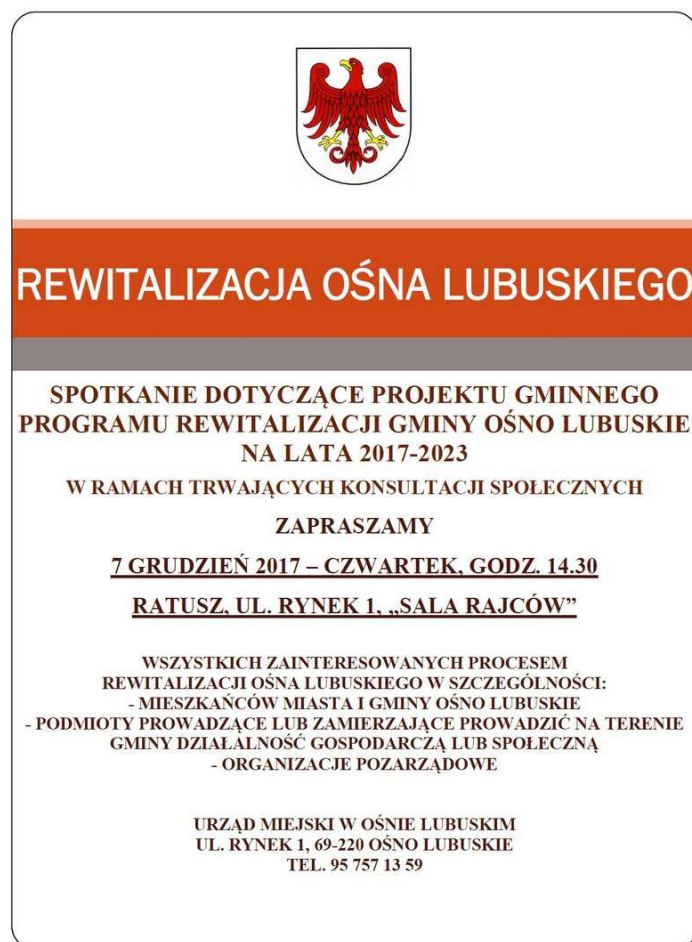 REWITALIZACJA OŚNA LUBUSKIEGO
SPOTKANIE DOTYCZĄCE PROJEKTU GMINNEGO
PROGRAMU REWITALIZACJI GMINY OŚNO LUBUSKIE
NA LATA 2017-2023
W RAMACH TRWAJĄCYCH KONSULTACJI SPOŁECZNYCH
ZAPRASZAMY
7 GRUDZIEŃ 2017 – CZWARTEK, GODZ. 14.30
RATUSZ, UL. RYNEK 1, „SALA RAJCÓW”
WSZYSTKICH ZAINTERESOWANYCH PROCESEM
REWITALIZACJI OŚNA LUBUSKIEGO W SZCZEGÓLNOŚCI:
- MIESZKAŃCÓW MIASTA I GMINY OŚNO LUBUSKIE
- PODMIOTY PROWADZĄCE LUB ZAMIERZAJĄCE PROWADZIĆ NA TERENIE
GMINY DZIAŁALNOŚĆ GOSPODARCZĄ LUB SPOŁECZNĄ
- ORGANIZACJE POZARZĄDOWE
URZĄD MIEJSKI W OŚNIE LUBUSKIM
UL. RYNEK 1, 69-220 OŚNO LUBUSKIE
TEL. 95 757 13 59